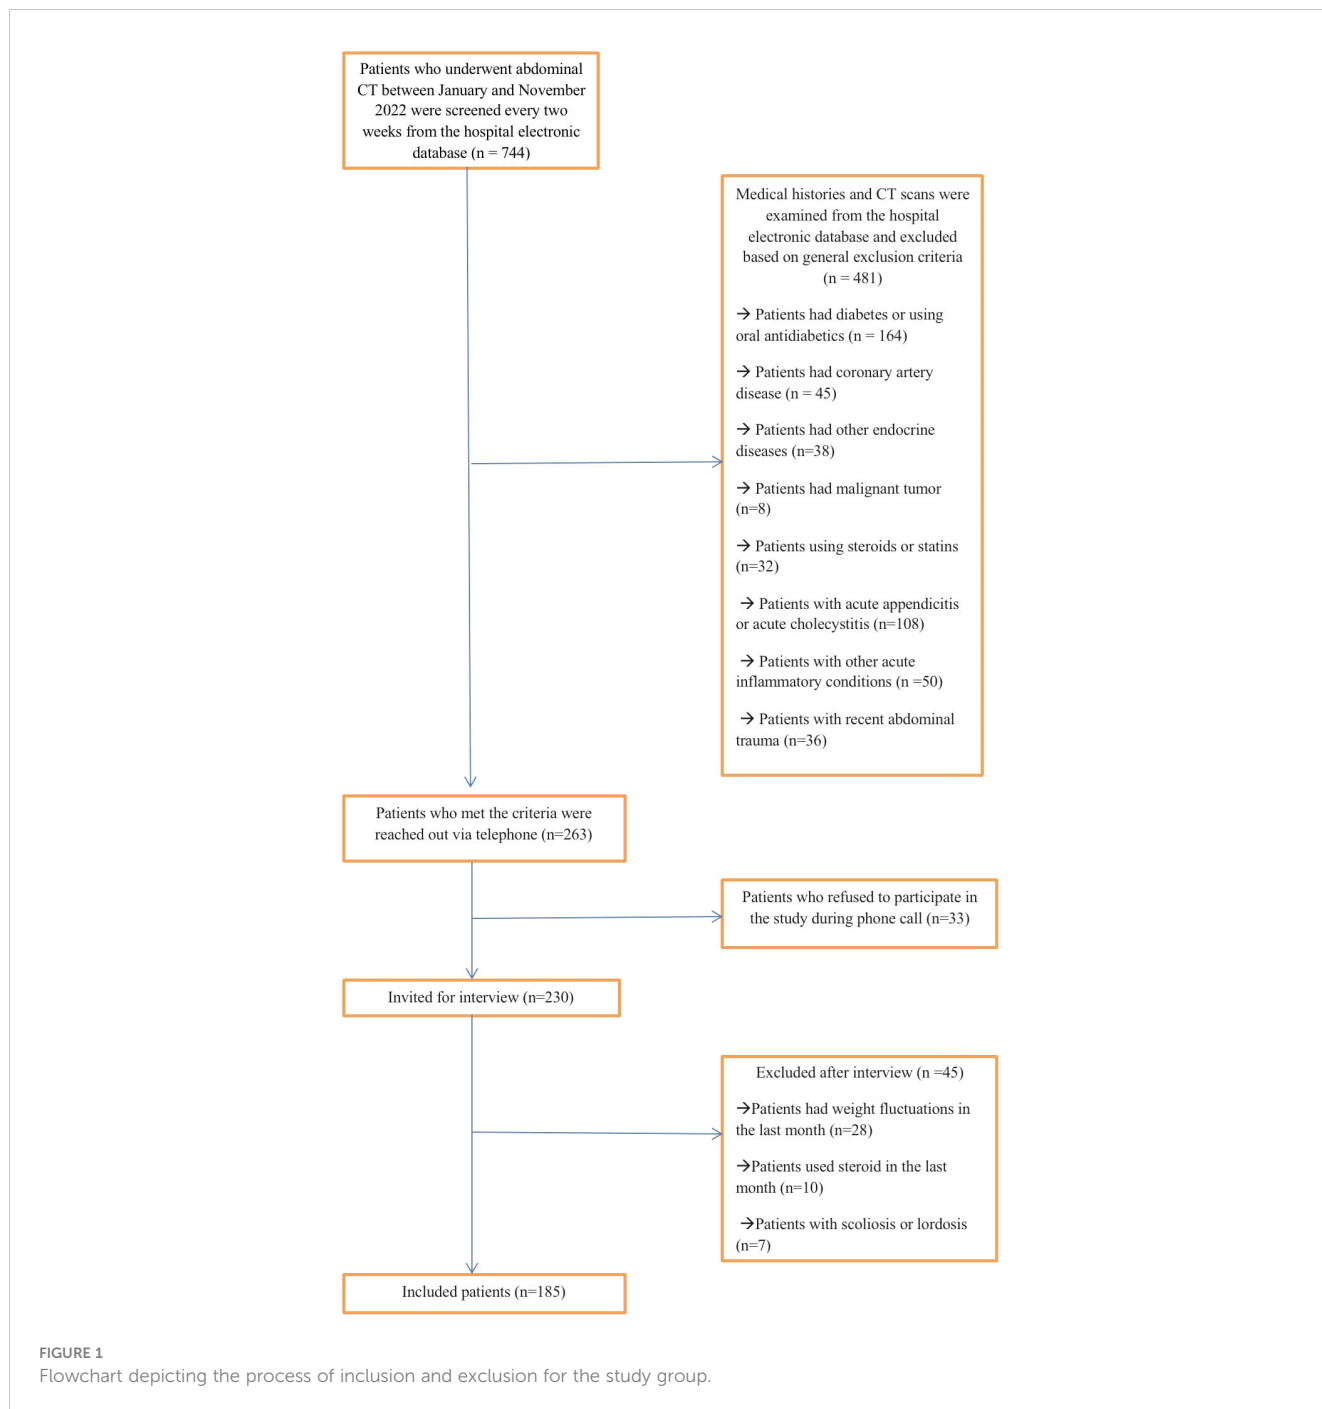 Patients who underwent abdominal
CT between January and November
2022 were screened every two
weeks from the hospital electronic
database (n = 744)
Medical histories and CT scans were
examined from the hospital
electronic database and excluded
based on general exclusion criteria
(n = 481)
→ Patients had diabetes or using
oral antidiabetics (n = 164)
→ Patients had coronary artery
disease (n = 45)
→ Patients had other endocrine
diseases (n=38)
→ Patients had malignant tumor
(n=8)
→ Patients using steroids or statins
(n=32)
→ Patients with acute appendicitis
or acute cholecystitis (n=108)
→ Patients with other acute
inflammatory conditions (n =50)
→ Patients with recent abdominal
trauma (n=36)
Patients who met the criteria were
reached out via telephone (n=263)
Patients who refused to participate in
the study during phone call (n=33)
Invited for interview (n=230)
Excluded after interview (n =45)
→Patients had weight fluctuations in
the last month (n=28)
→Patients used steroid in the last
month (n=10)
→Patients with scoliosis or lordosis
(n=7)
Included patients (n=185)
FIGURE 1
Flowchart depicting the process of inclusion and exclusion for the study group.